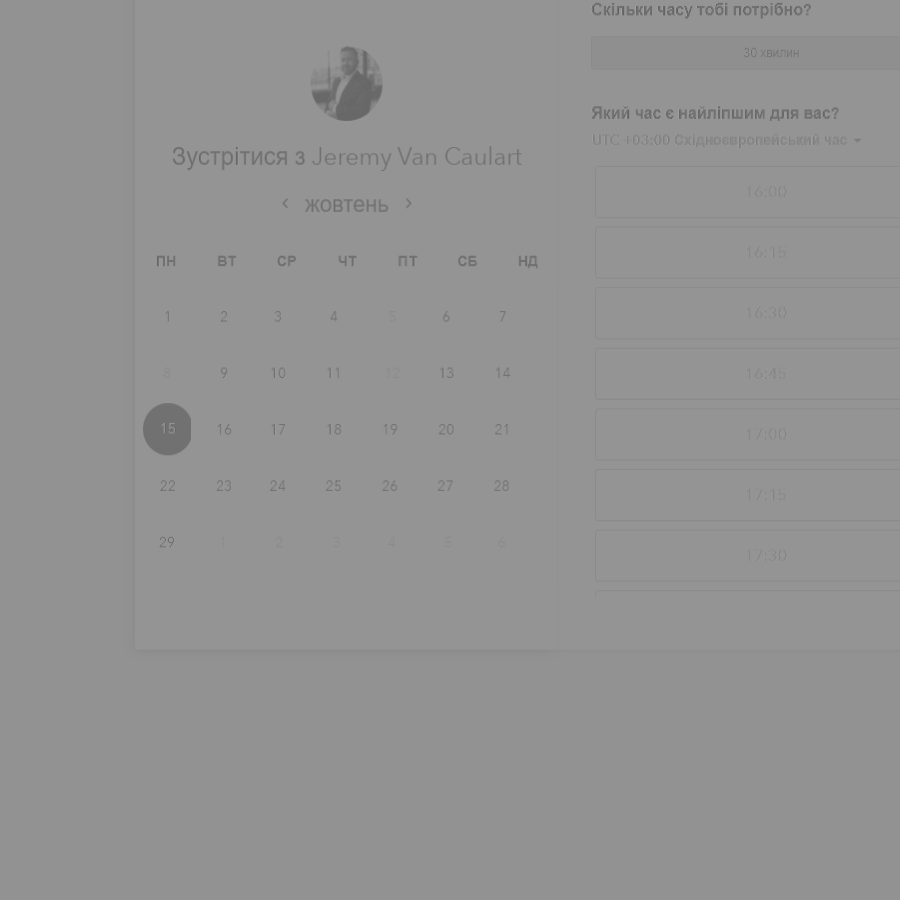 Зустрітися з Jeremy Van Caulart
‹ жовтень ›
ПН ВТ СР ЧТ ПТ СБ НД
1 2 3 4 5 6 7
8 9 10 11 12 13 14
15 16 17 18 19 20 21
22 23 24 25 26 27 28
29 1 2 3 4 5 6
Скільки часу тобі потрібно?
30 хвилин
Який час є найліпшим для вас?
UTC +03:00 Східноєвропейський час
16:00
16:15
16:30
16:45
17:00
17:15
17:30